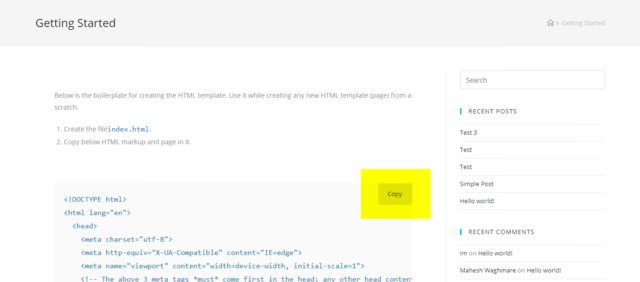 Getting Started
> Getting Started
Below is the boilerplate for creating the HTML template. Use it while creating any new HTML template (page) from a
scratch.
1. Create the file index.html.
2. Copy below HTML markup and page in it.
Copy
<!DOCTYPE html>
<html lang="en">
<head>
<meta charset="utf-8">
<meta http-equiv="X-UA-Compatible" content="IE=edge">
<meta name="viewport" content="width=device-width, initial-scale=1">
<!-- The above 3 meta tags *must* come first in the head; any other head conten
Search
RECENT POSTS
Test 3
Test
Test
Simple Post
Hello world!
RECENT COMMENTS
Im on Hello world!
Mahesh Waghmare on Hello world!